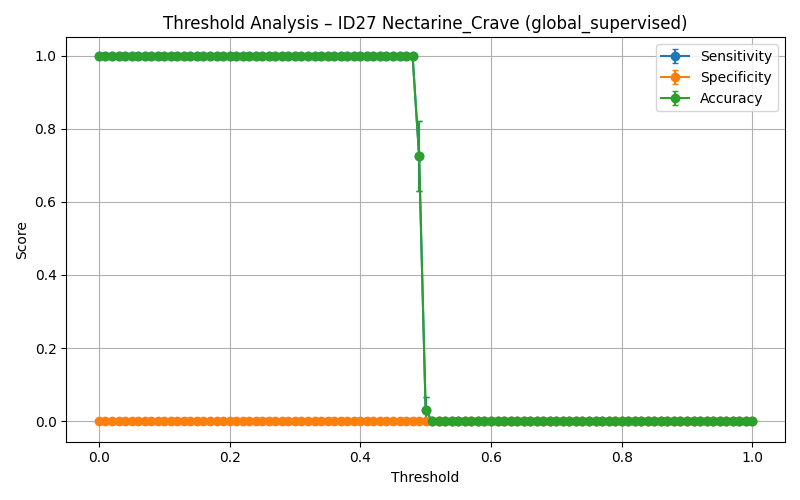 Threshold Analysis – ID27 Nectarine_Crave (global_supervised)
Sensitivity
Specificity
Accuracy
1.0
0.8
0.6
0.4
0.2
0.0
Score
0.0 0.2 0.4 0.6 0.8 1.0
Threshold